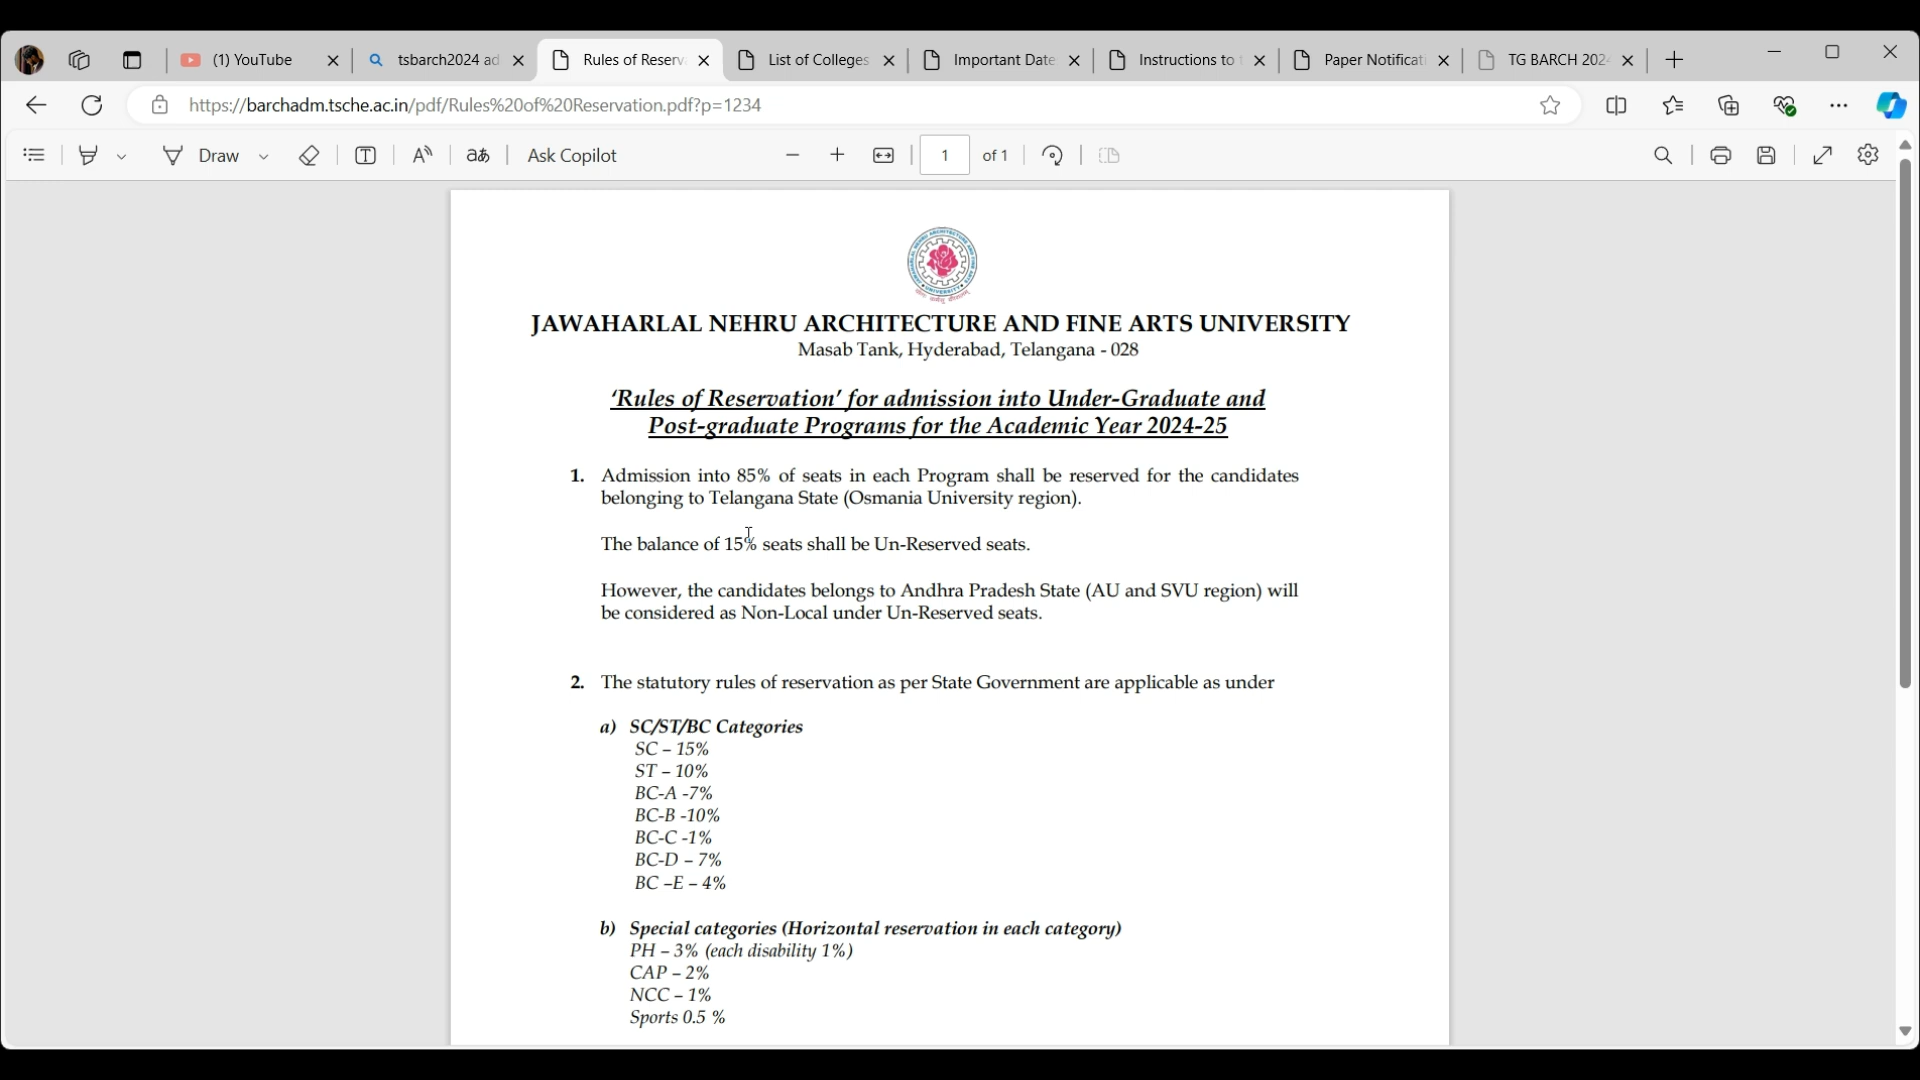 (1) YouTube
tsbarch2024 ad
Rules of Reserv
List of Colleges
Important Date
Instructions to
Paper Notificat
TG BARCH 202
https://barchadm.tsche.ac.in/pdf/Rules%20of%20Reservation.pdf?p=1234
Draw
aあ
Ask Copilot
1 of 1
JAWAHARLAL NEHRU ARCHITECTURE AND FINE ARTS UNIVERSITY
Masab Tank, Hyderabad, Telangana - 028
‘Rules of Reservation’ for admission into Under-Graduate and
Post-graduate Programs for the Academic Year 2024-25
1. Admission into 85% of seats in each Program shall be reserved for the candidates
belonging to Telangana State (Osmania University region).
The balance of 15% seats shall be Un-Reserved seats.
However, the candidates belongs to Andhra Pradesh State (AU and SVU region) will
be considered as Non-Local under Un-Reserved seats.
2. The statutory rules of reservation as per State Government are applicable as under
a) SC/ST/BC Categories
SC – 15%
ST – 10%
BC-A -7%
BC-B -10%
BC-C -1%
BC-D – 7%
BC –E – 4%
b) Special categories (Horizontal reservation in each category)
PH – 3% (each disability 1%)
CAP – 2%
NCC – 1%
Sports 0.5 %